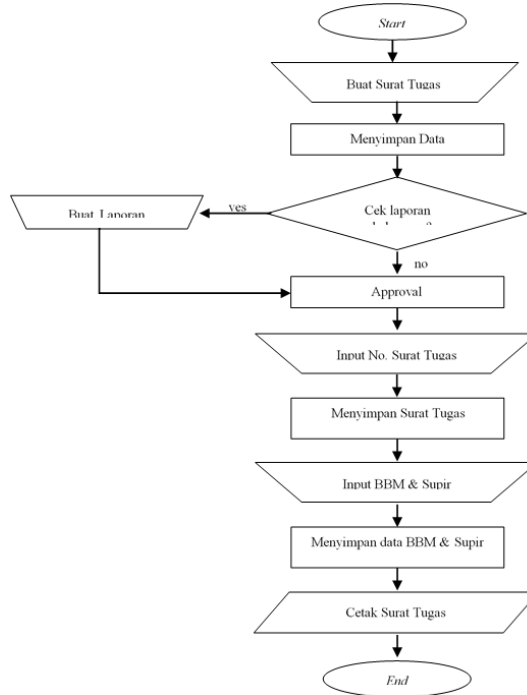 Start
Buat Surat Tugas
Menyimpan Data
Cek laporan
yes
Buat Laporan
no
Approval
Input No. Surat Tugas
Menyimpan Surat Tugas
Input BBM & Supir
Menyimpan data BBM & Supir
Cetak Surat Tugas
End